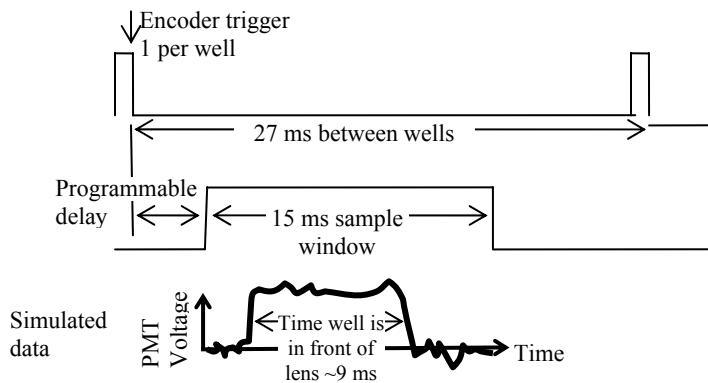 Encoder trigger
1 per well
27 ms between wells
Programmable
delay
15 ms sample
window
Simulated
data
PMT
Voltage
Time well is
in front of
lens ~9 ms
Time